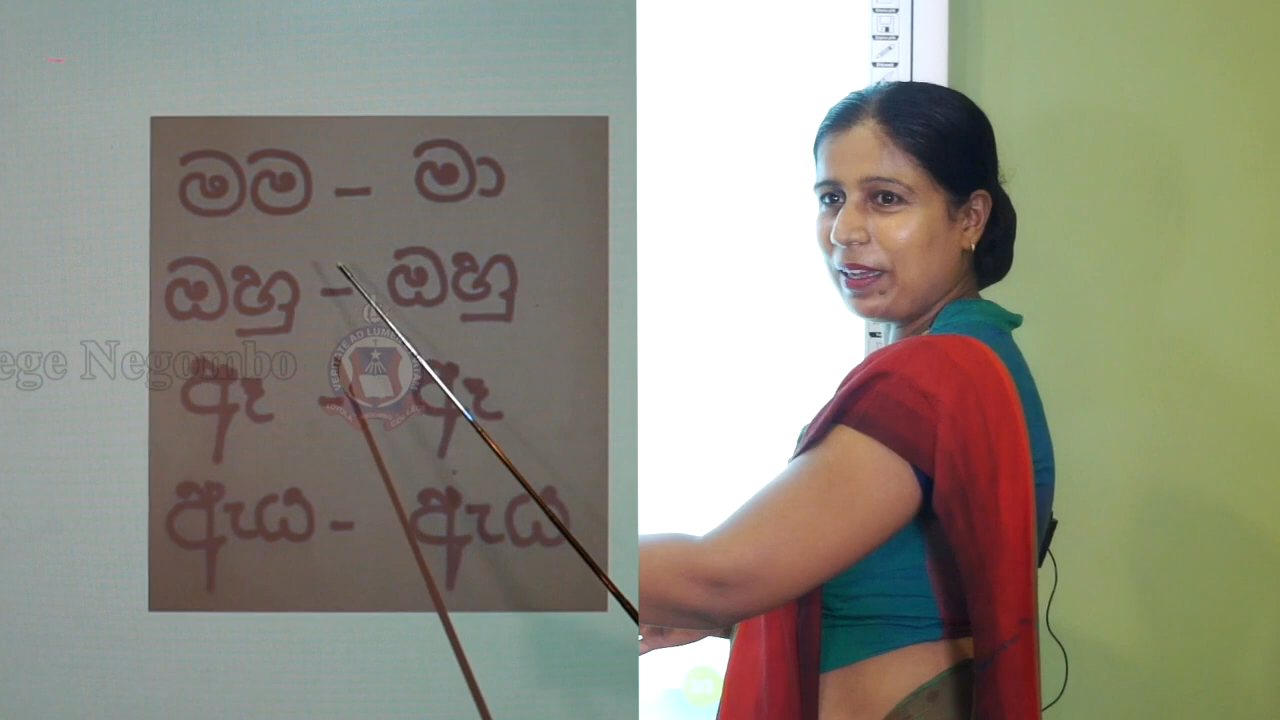 මම - මා
ඔහු - ඔහු
ege Negombo
ඈ - ඈ
ඇය - ඇය